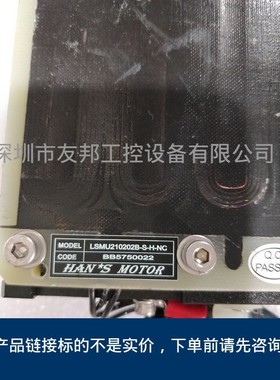 深圳市友邦工控设备有限公司
MODEL LSMU210202B-S-H-NC
CODE BB5750022
HAN*S MOTOR
Q.C
PASS
产品链接标的不是实价，下单前请先咨询